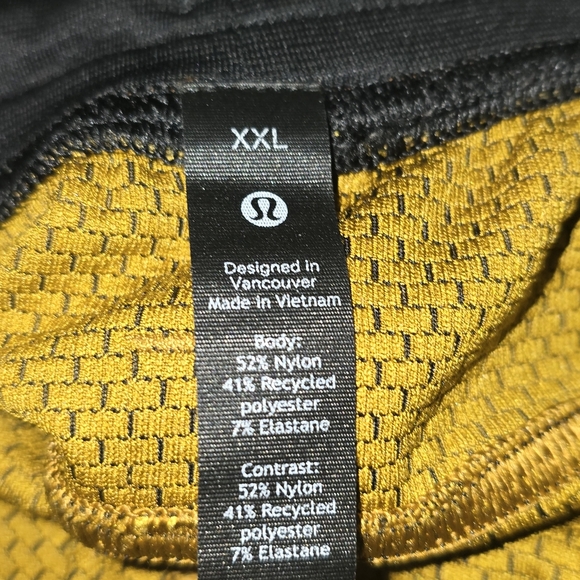 XXL
Designed in
Vancouver
Made in Vietnam
Body:
52% Nylon
41% Recycled
polyester
7% Elastane
Contrast:
52% Nylon
41% Recycled
polyester
7% Elastane